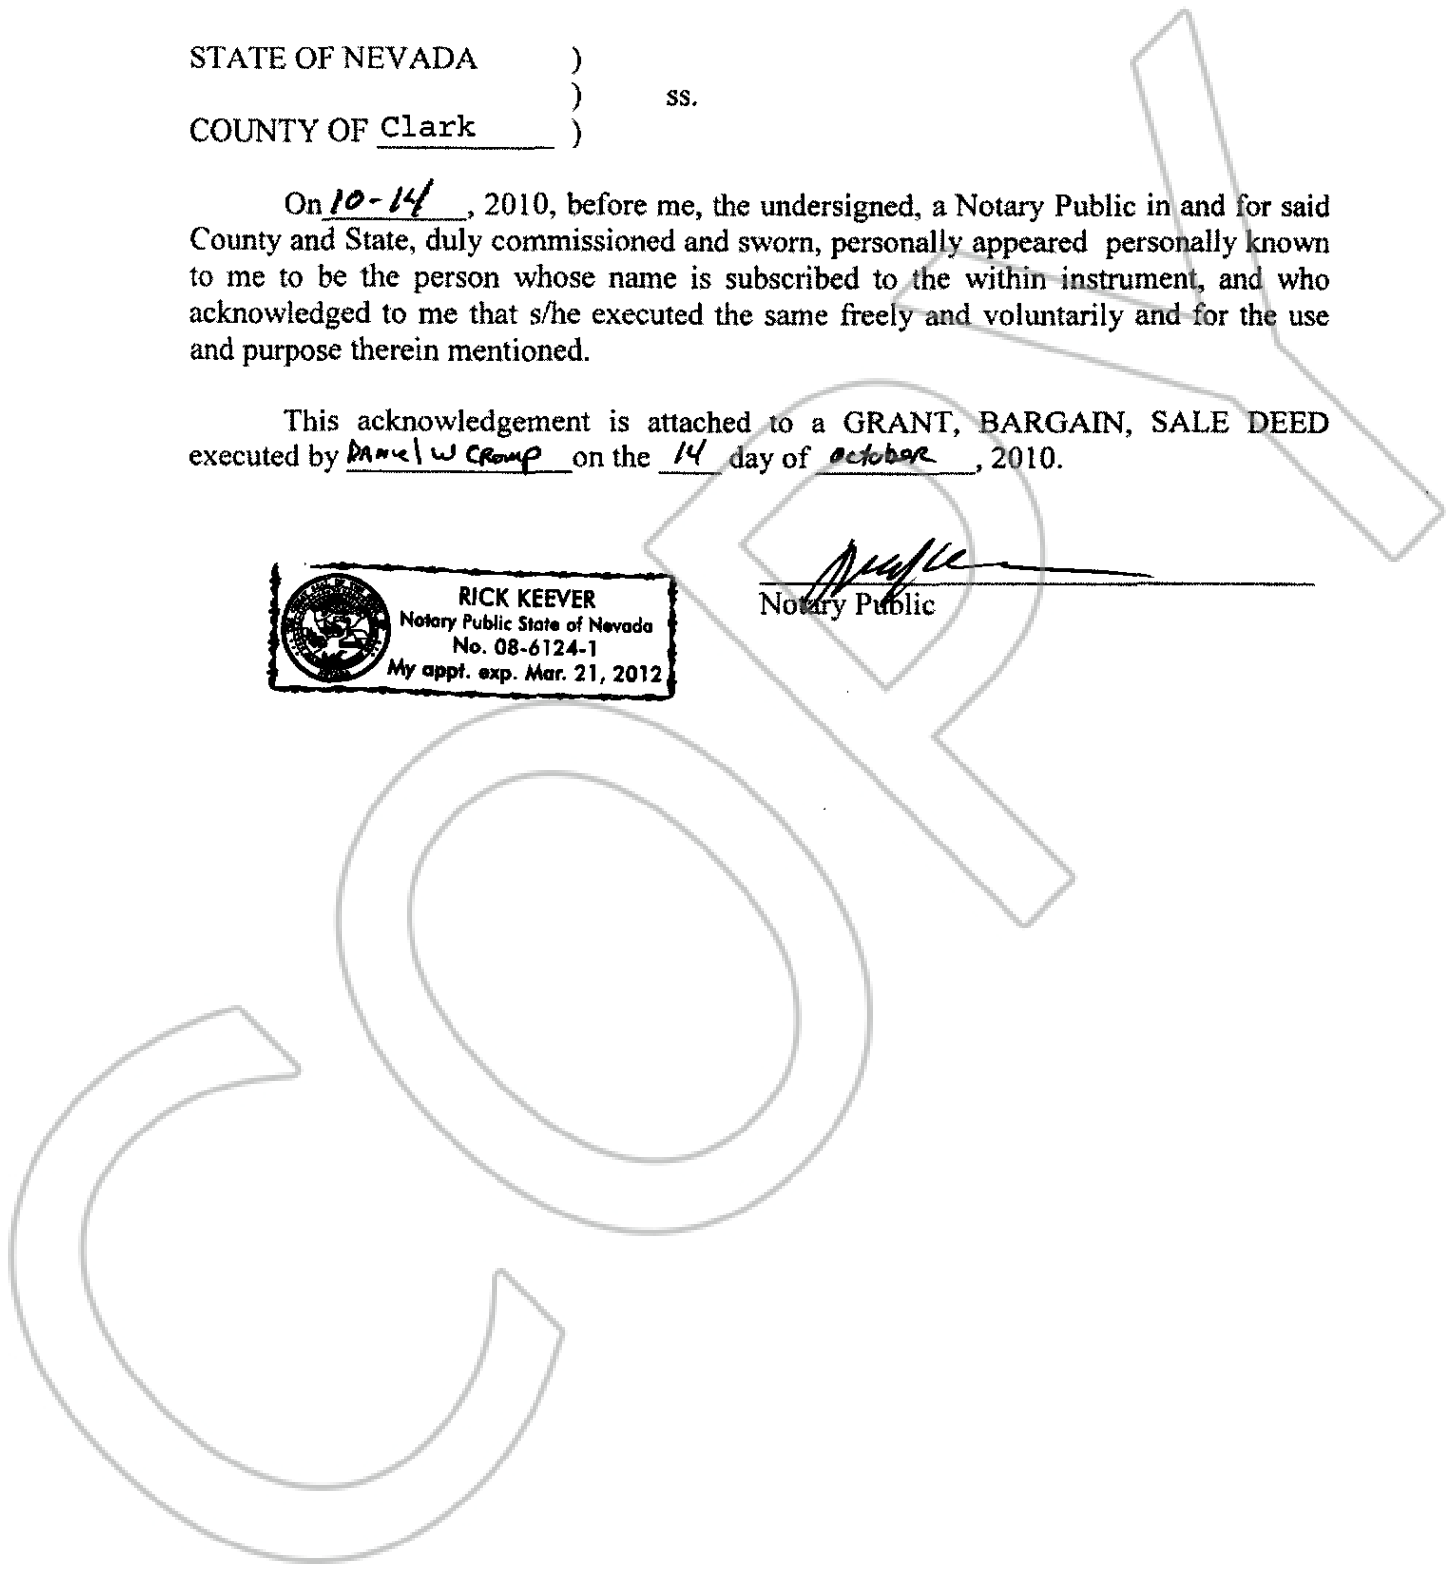 STATE OF NEVADA )
) ss.
COUNTY OF Clark )
On 10-14, 2010, before me, the undersigned, a Notary Public in and for said
County and State, duly commissioned and sworn, personally appeared personally known
to me to be the person whose name is subscribed to the within instrument, and who
acknowledged to me that s/he executed the same freely and voluntarily and for the use
and purpose therein mentioned.
This acknowledgement is attached to a GRANT, BARGAIN, SALE DEED
executed by Daniel W Cromp on the 14 day of october, 2010.
RICK KEEVER
Notary Public State of Nevada
No. 08-6124-1
My appt. exp. Mar. 21, 2012
Notary Public
COPY